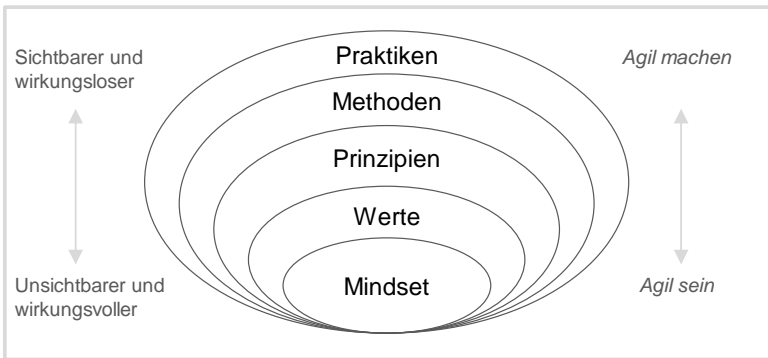 Sichtbarer und
wirkungsloser
Praktiken
Agil machen
Methoden
Prinzipien
Werte
Unsichtbarer und
wirkungsvoller
Mindset
Agil sein